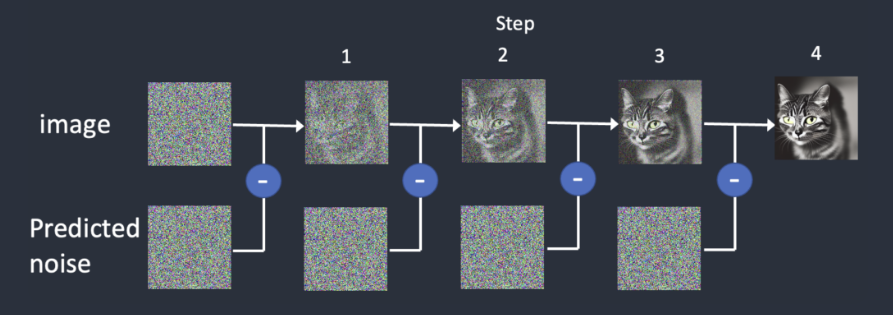 Step
1 2 3 4
image
- - - -
Predicted
noise